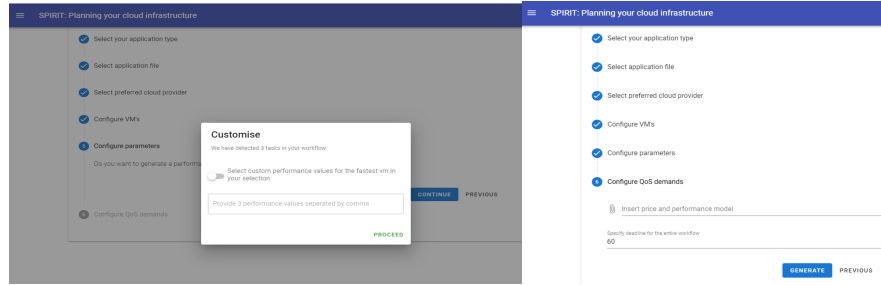 SPIRIT: Planning your cloud infrastructure
Select your application type
Select application file
Select preferred cloud provider
Configure VM's
5 Configure parameters
Do you want to generate a performa
CONTINUE PREVIOUS
6 Configure QoS demands
Customise
We have detected 3 tasks in your workflow
Select custom performance values for the fastest vm in
your selection
Provide 3 performance values seperated by comma
PROCEED
SPIRIT: Planning your cloud infrastructure
Select your application type
Select application file
Select preferred cloud provider
Configure VM's
Configure parameters
6 Configure QoS demands
Insert price and performance model
Specify deadline for the entire workflow
60
GENERATE PREVIOUS